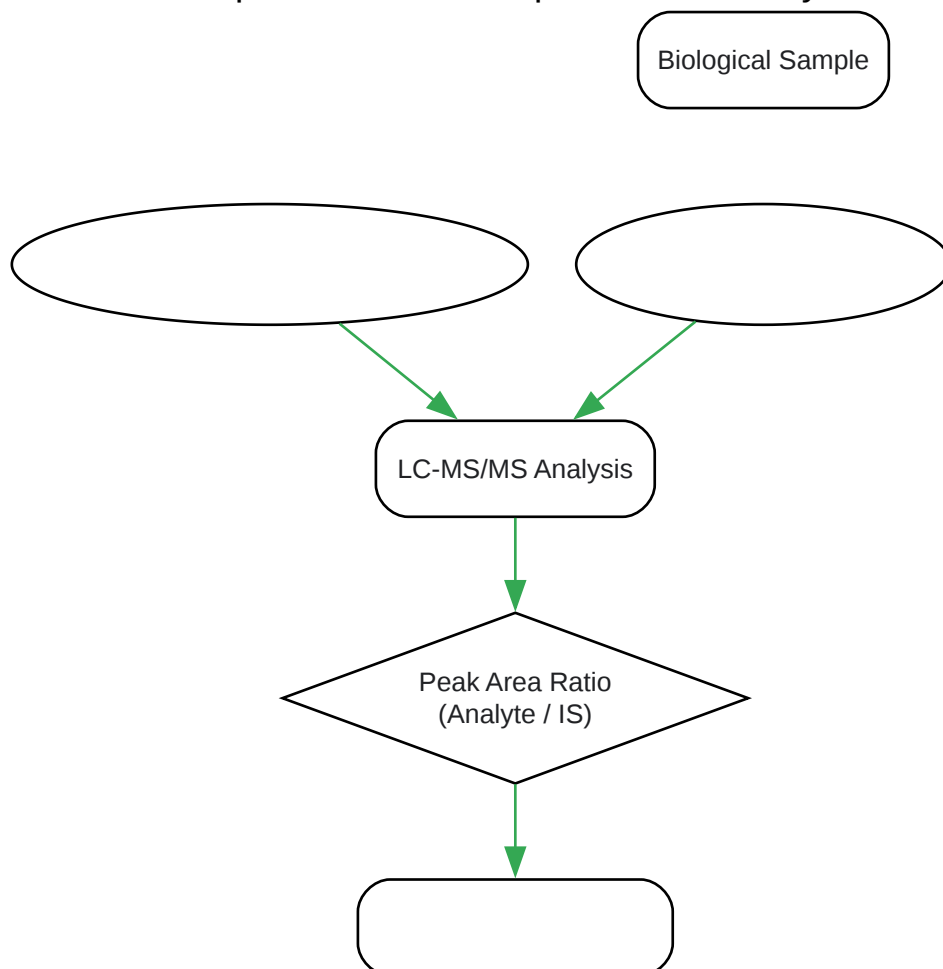 Biological Sample
LC-MS/MS Analysis
Peak Area Ratio
(Analyte / IS)